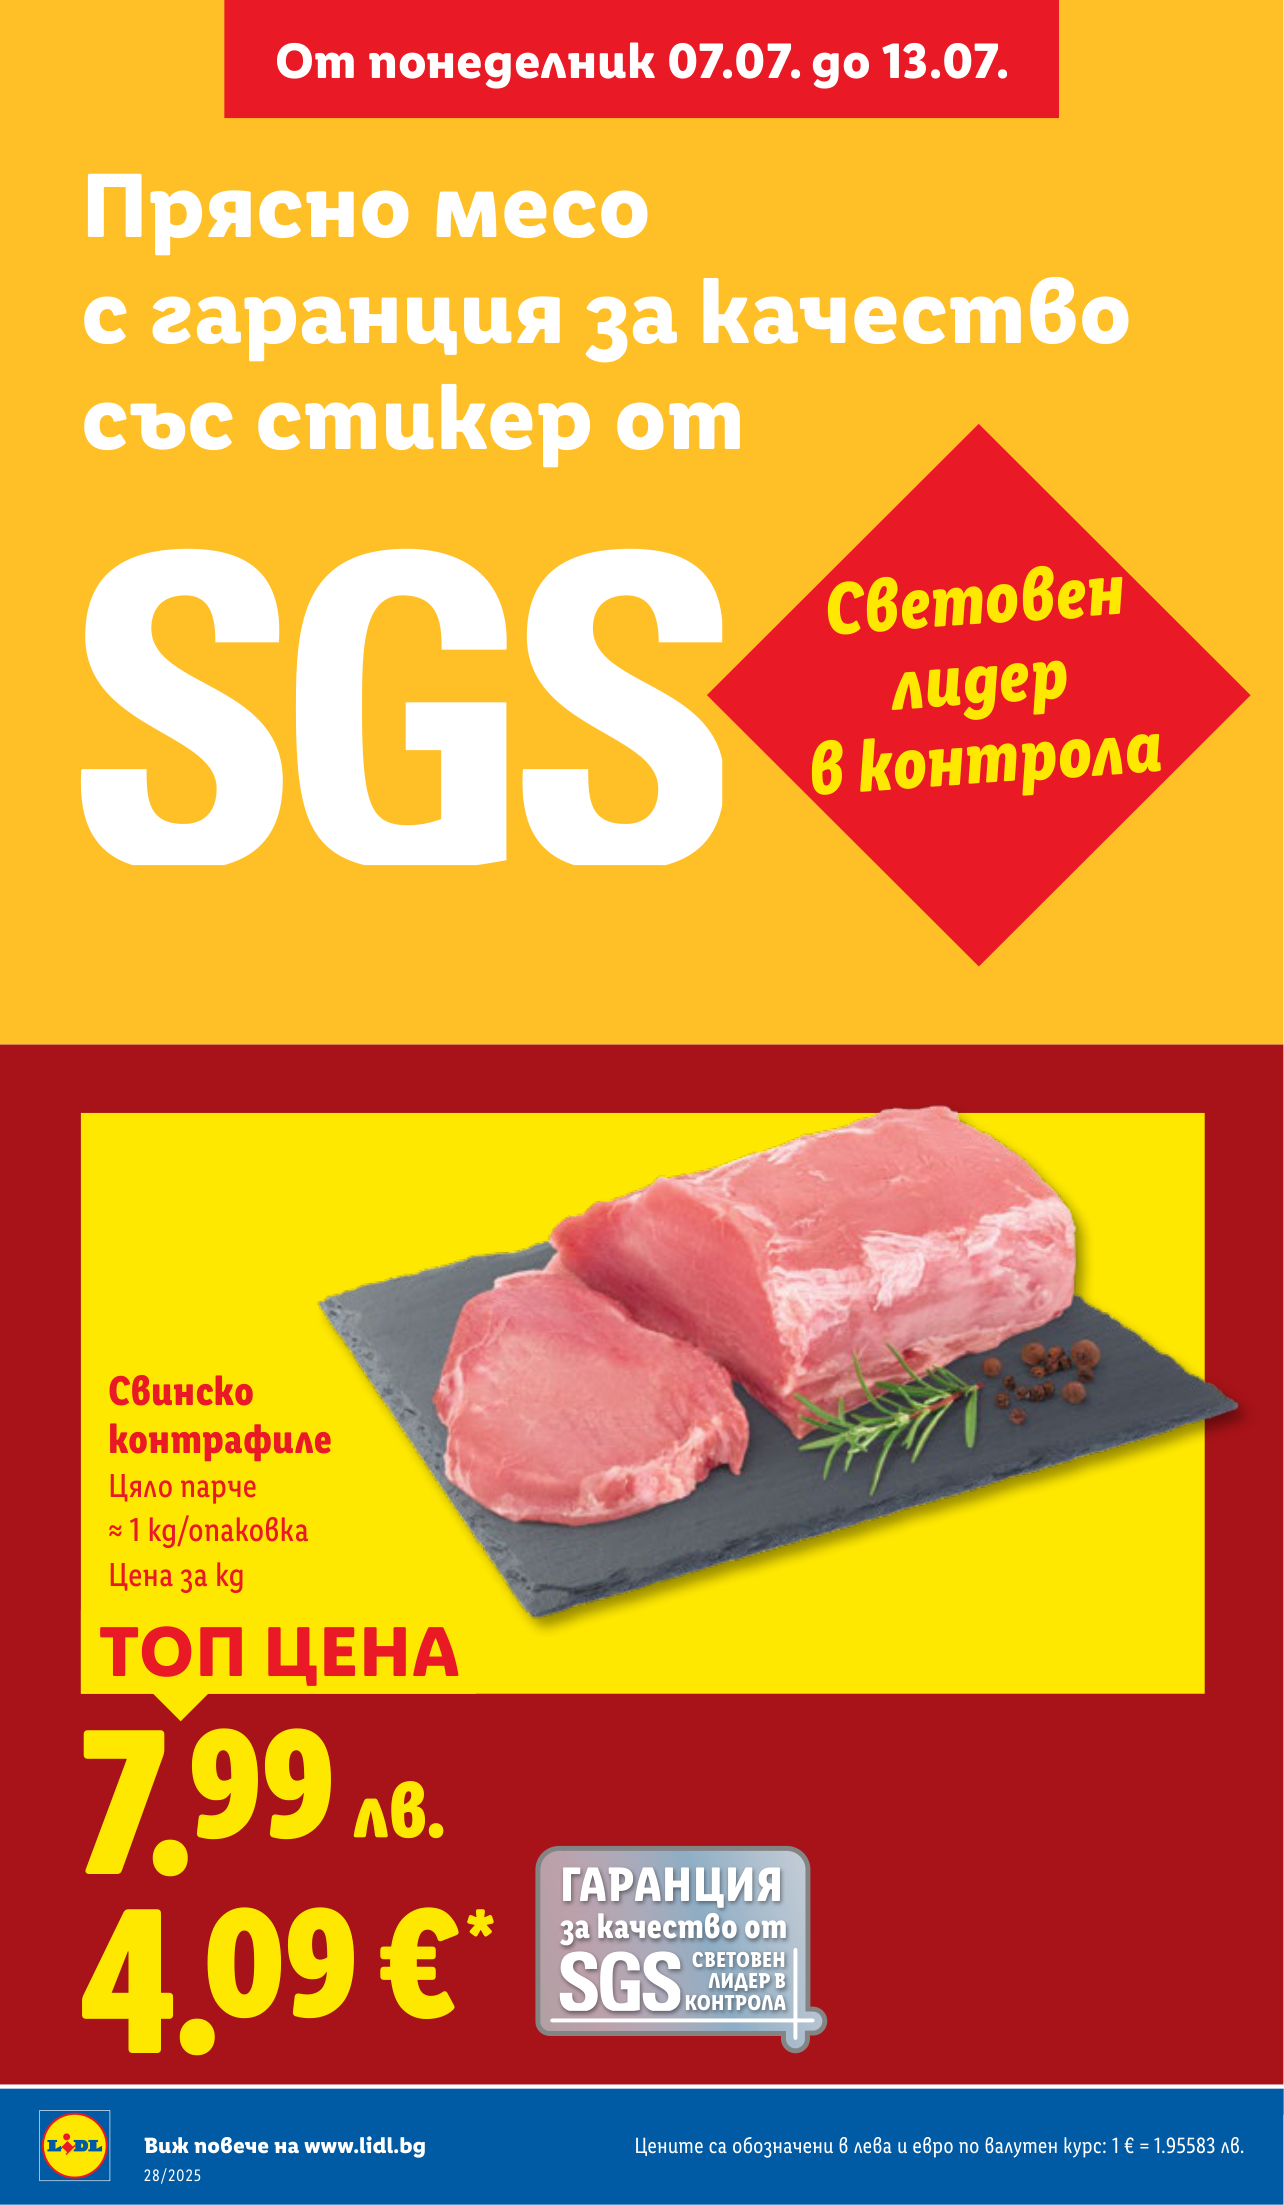 От понеделник 07.07. до 13.07.
Прясно месо
с гаранция за качество
със стикер от
SGS
Световен
лидер
в контрола
Свинско
контрафиле
Цяло парче
≈ 1 kg/опаковка
Цена за kg
ТОП ЦЕНА
7.99 лв.
4.09 €*
ГАРАНЦИЯ
за качество от
SGS СВЕТОВЕН
ЛИДЕР В
КОНТРОЛА
LIDL
Виж повече на www.lidl.bg
28/2025
Цените са обозначени в лева и евро по валутен курс: 1 € = 1.95583 лв.